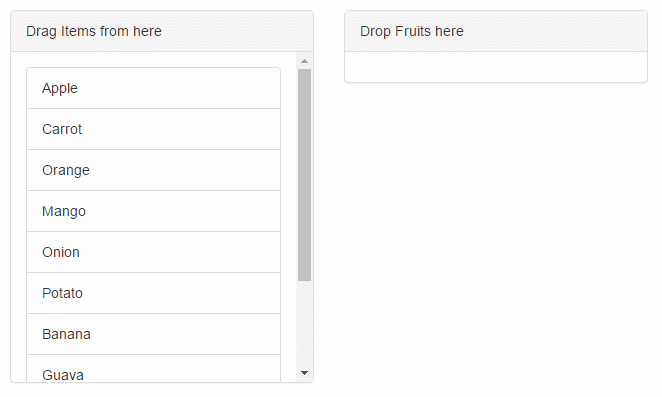 Drag Items from here
Drop Fruits here
Apple
Carrot
Orange
Mango
Onion
Potato
Banana
Guava